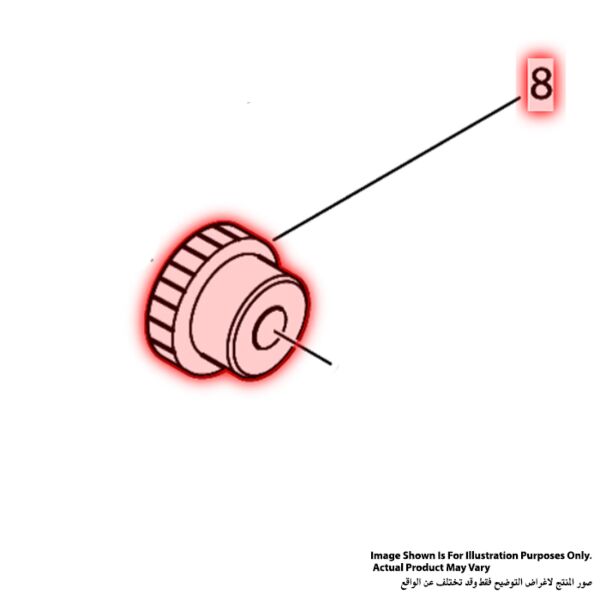 8
Image Shown Is For Illustration Purposes Only.
Actual Product May Vary
صور المنتج لاغراض التوضيح فقط وقد تختلف عن الواقع